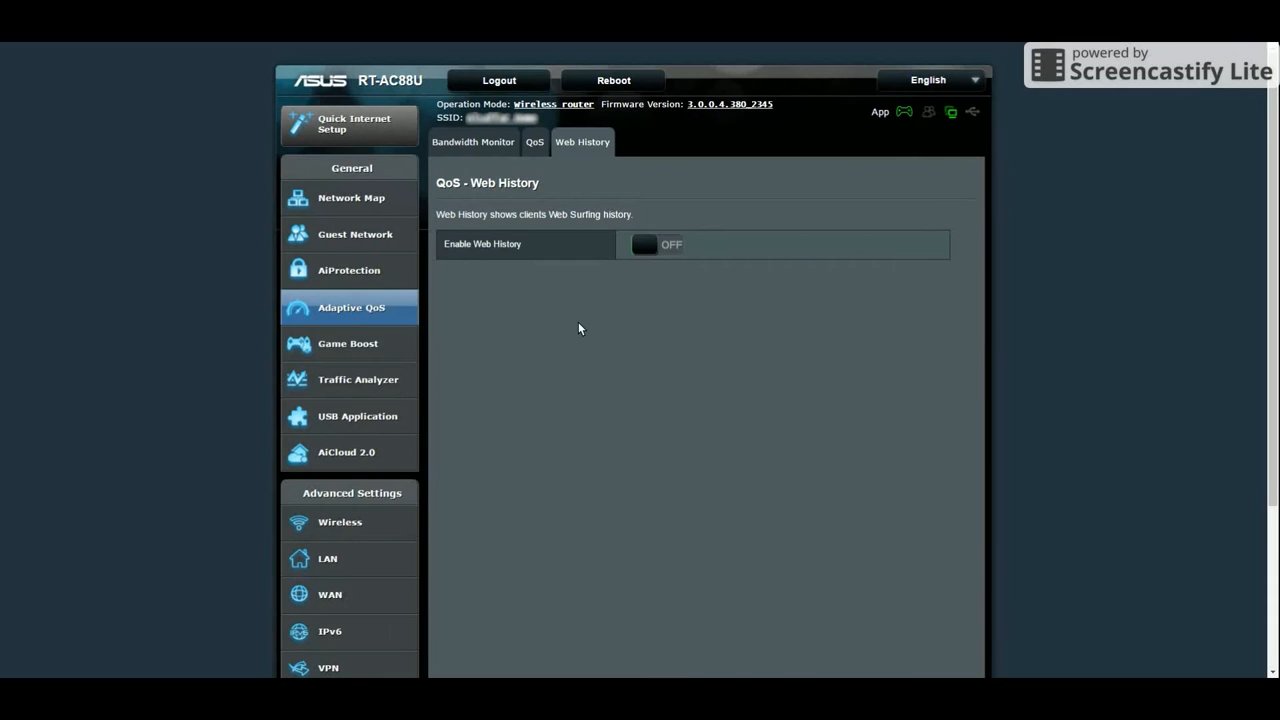 powered by
Screencastify Lite
ASUS RT-AC88U Logout Reboot English
Operation Mode: Wireless router Firmware Version: 3.0.0.4.380_2345
SSID:
App
Quick Internet
Setup
Bandwidth Monitor QoS Web History
General
QoS - Web History
Network Map
Web History shows clients Web Surfing history.
Guest Network
Enable Web History OFF
AiProtection
Adaptive QoS
Game Boost
Traffic Analyzer
USB Application
AiCloud 2.0
Advanced Settings
Wireless
LAN
WAN
IPv6
VPN